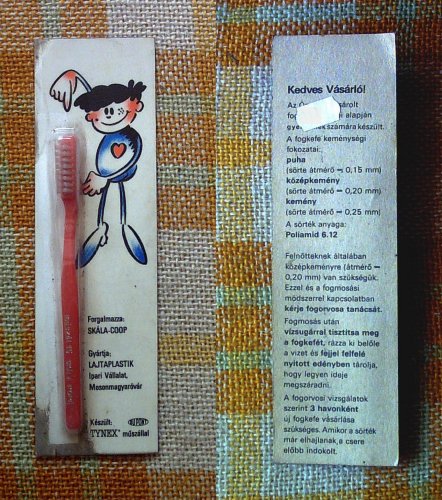 Forgalmazza:
SKÁLA-COOP
Gyártja:
LAJTAPLASTIK
Ipari Vállalat,
Mosonmagyaróvár
Készült: DU PONT
TYNEX műszállal
Kedves Vásárló!
alapján
számára készült.
A fogkefe keménységi
fokozatai:
puha
(sörte átmérő – 0,15 mm)
középkemény
(sörte átmérő – 0,20 mm)
kemény
(sörte átmérő – 0,25 mm)
A sörték anyaga:
Poliamid 6.12
Felnőtteknek általában
középkeményre (átmérő –
0,20 mm) van szükségük.
Ezzel és a fogmosási
módszerrel kapcsolatban
kérje fogorvosa tanácsát.
Fogmosás után
vízsugárral tisztítsa meg
a fogkefét, rázza ki belőle
a vizet és fejjel felfelé
nyitott edényben tárolja,
hogy legyen ideje
megszáradni.
A fogorvosi vizsgálatok
szerint 3 havonként
új fogkefe vásárlása
szükséges. Amikor a sörték
már elhajlanak, a csere
előbb indokolt.